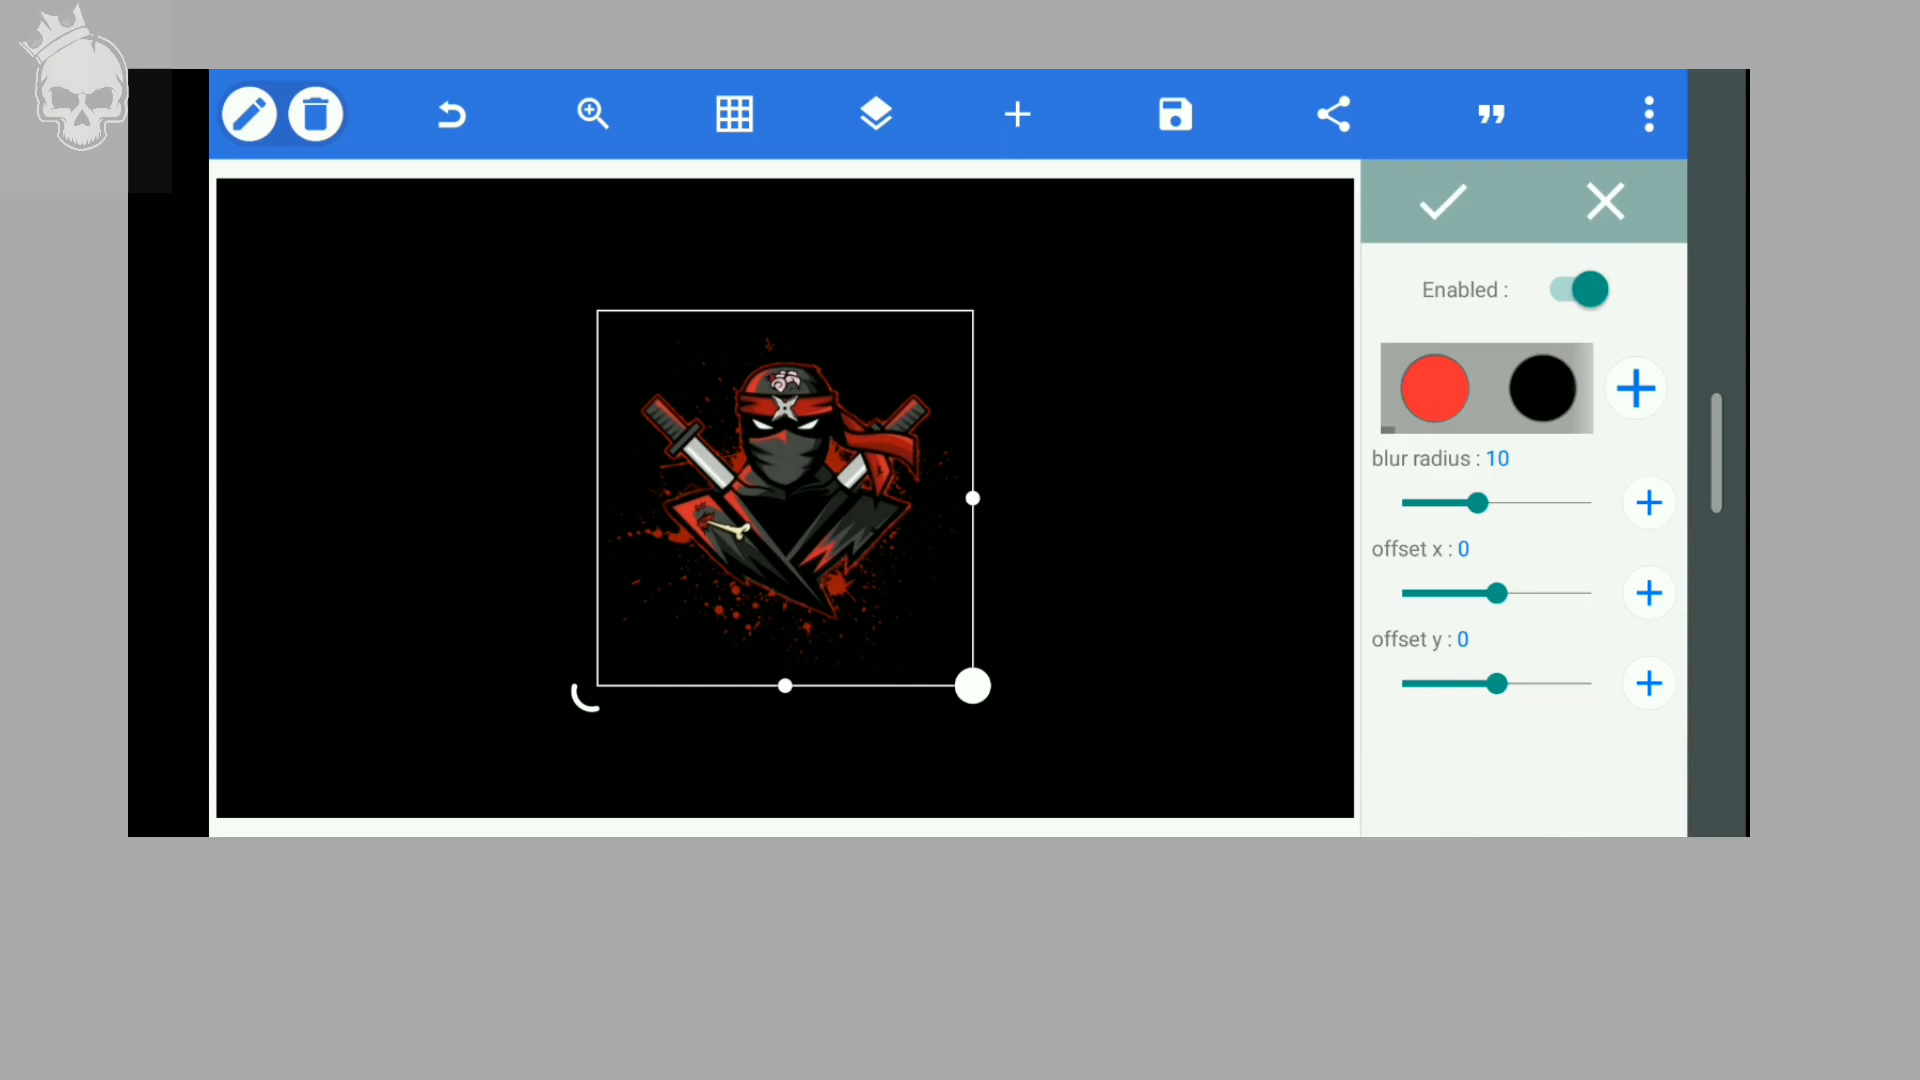 Enabled :
blur radius : 10
offset x : 0
offset y : 0